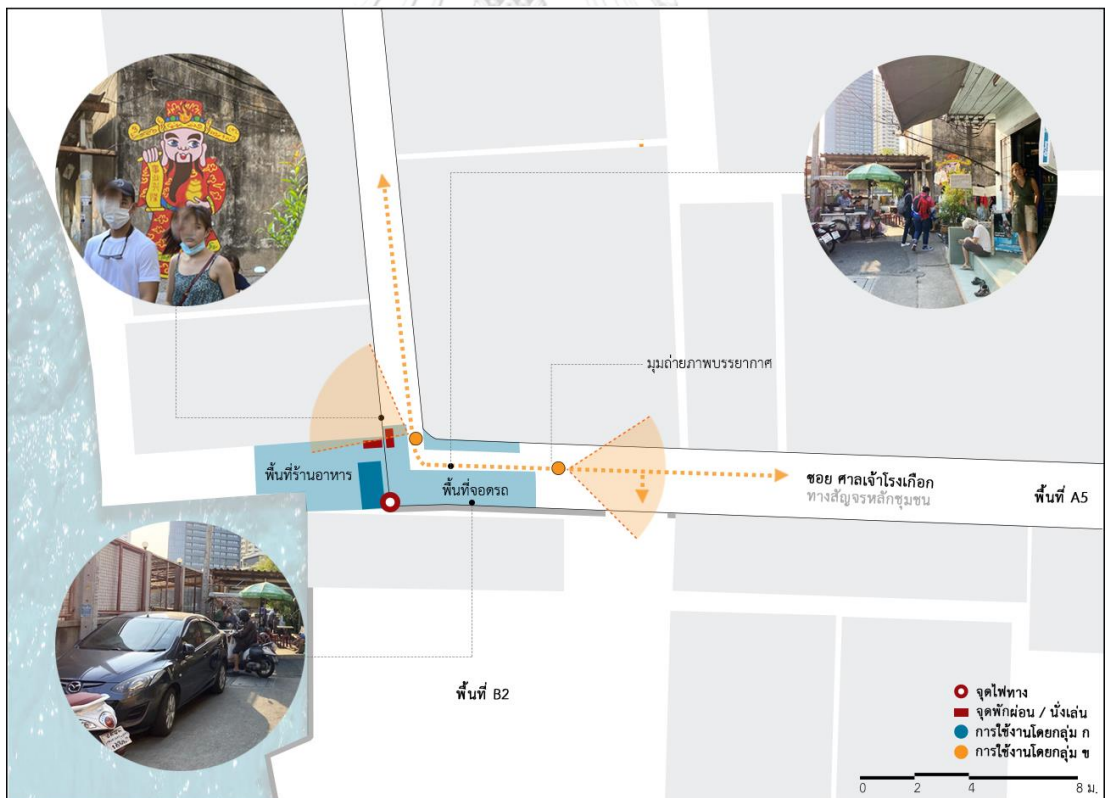 มุมถ่ายภาพบรรยากาศ
พื้นที่ร้านอาหาร
พื้นที่จอดรถ
ซอย ศาลเจ้าโรงเกือก
ทางสัญจรหลักชุมชน
พื้นที่ A5
พื้นที่ B2
จุดไฟทาง
จุดพักผ่อน / นั่งเล่น
การใช้งานโดยกลุ่ม ก
การใช้งานโดยกลุ่ม ข
0 2 4 8 ม.